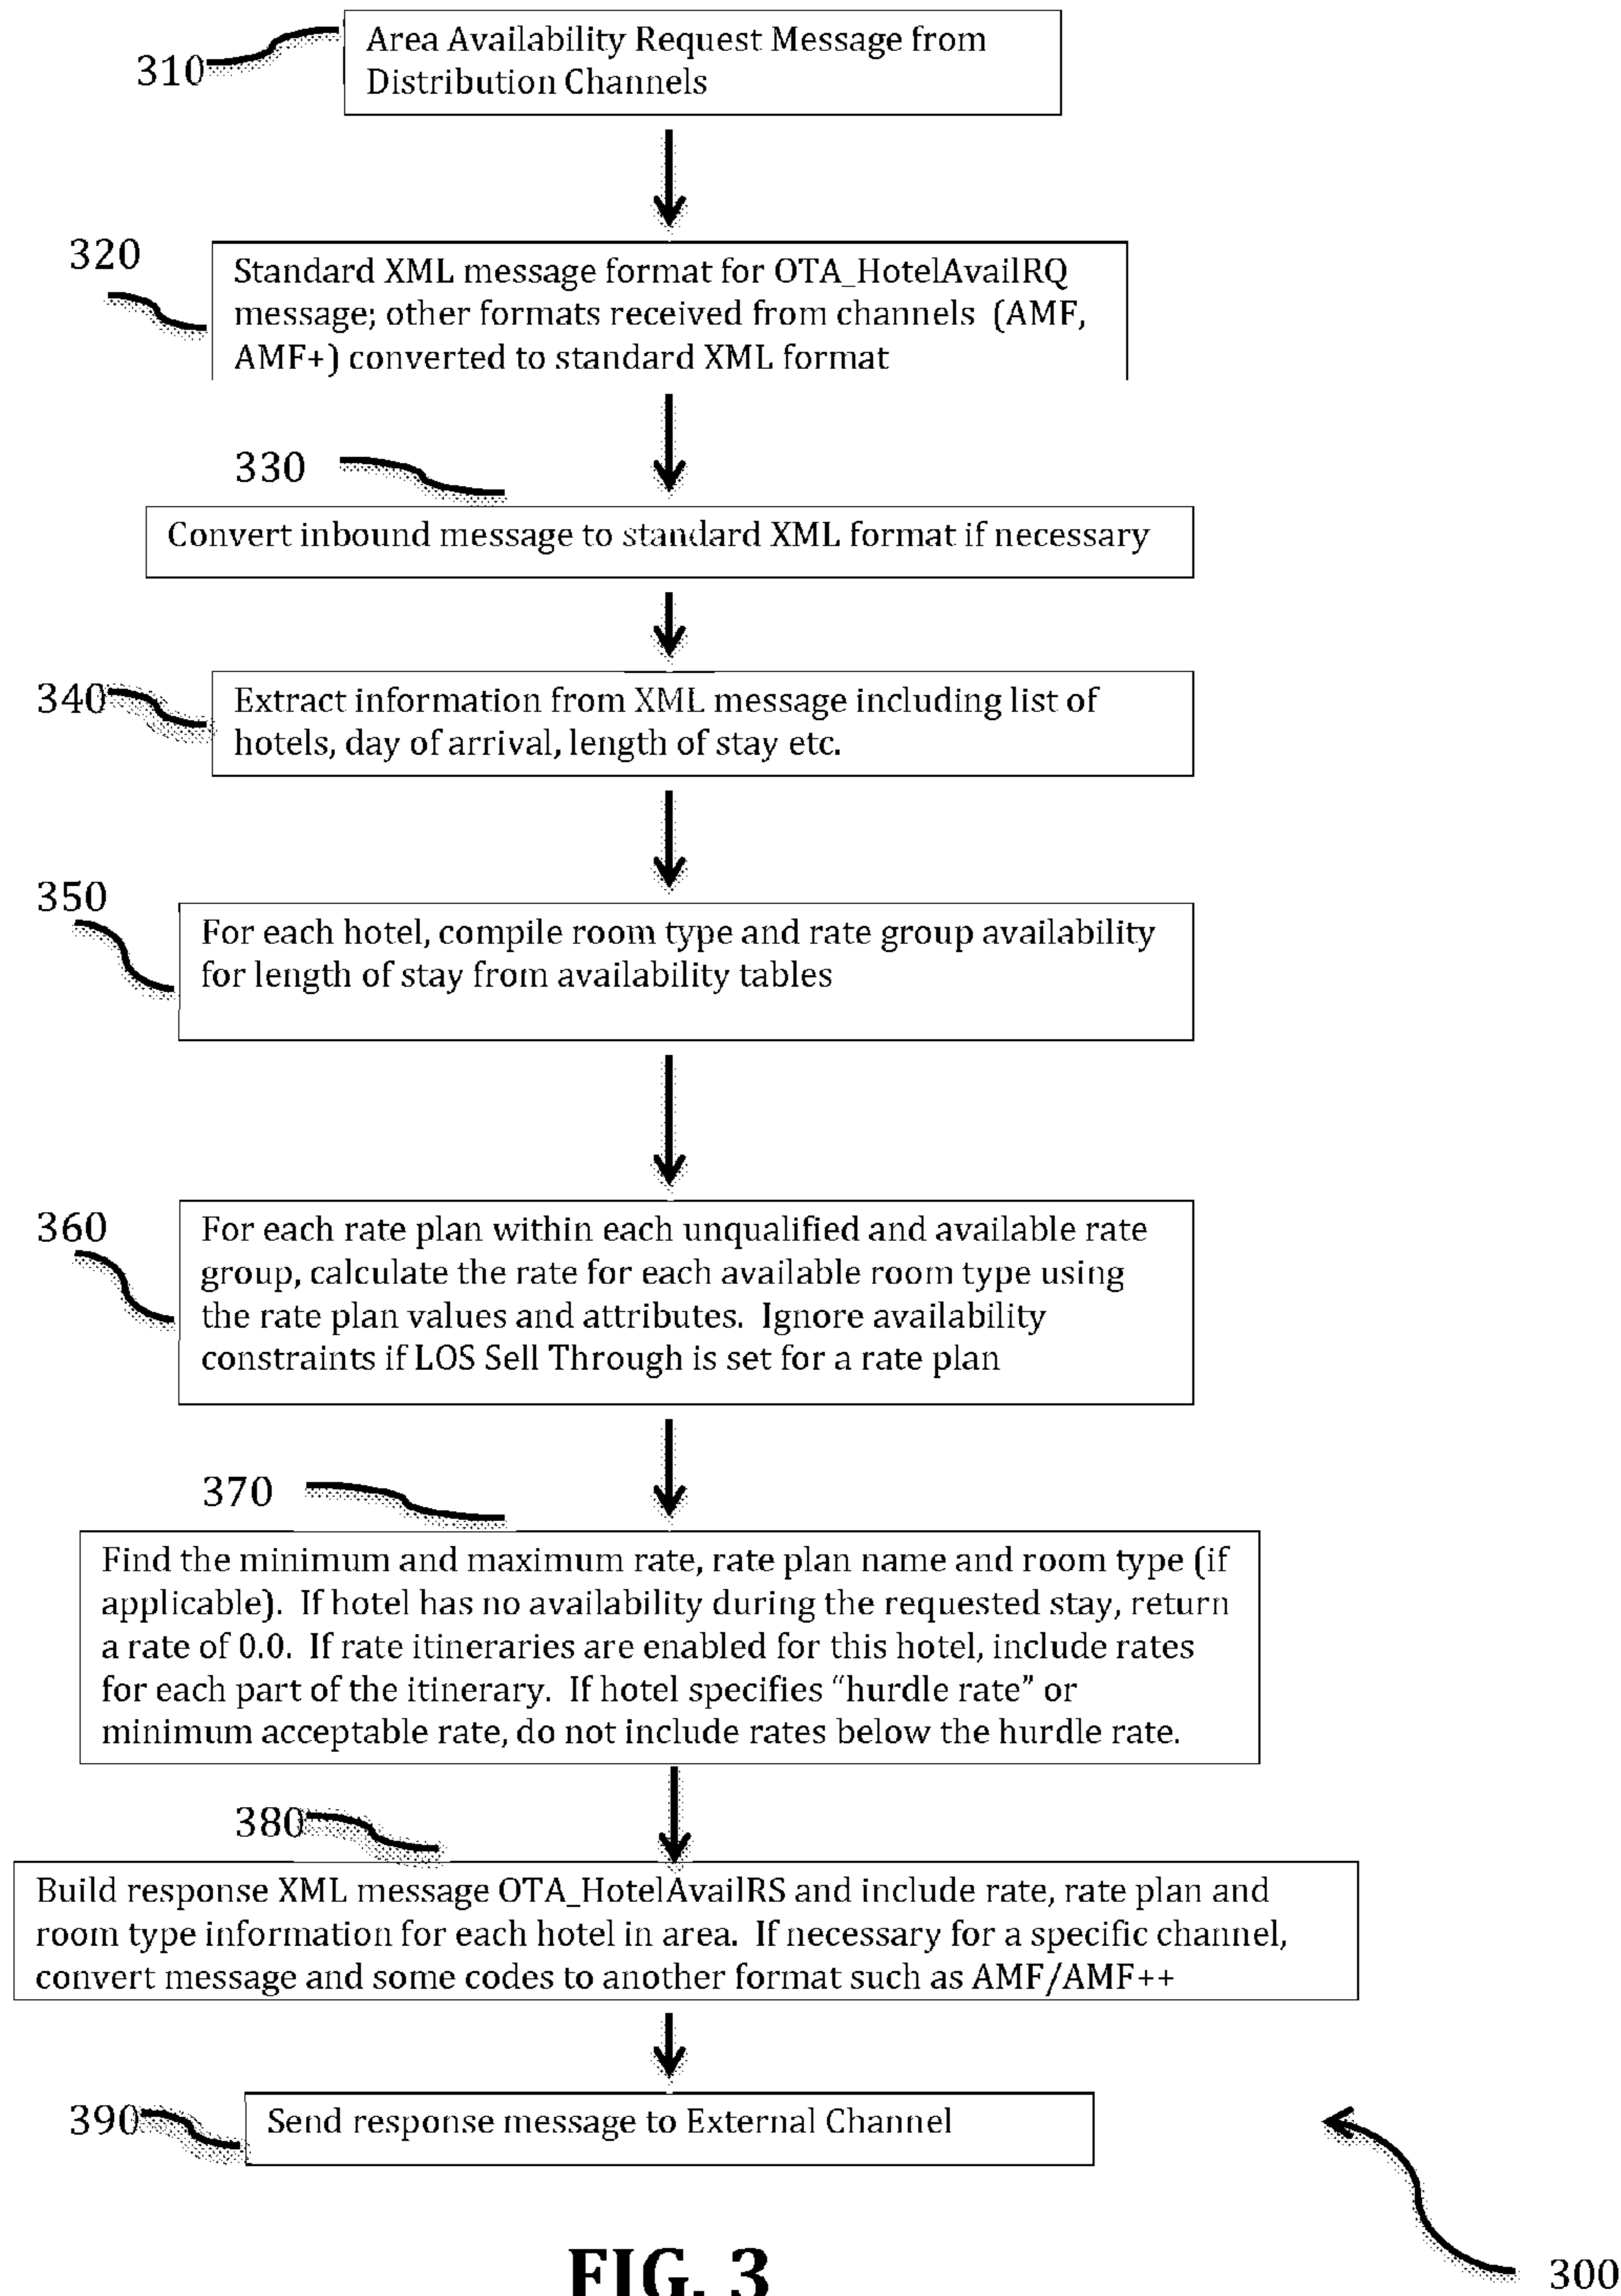 310
Area Availability Request Message from
Distribution Channels
320
Standard XML message format for OTA_HotelAvailRQ
message; other formats received from channels (AMF,
AMF+) converted to standard XML format
330
Convert inbound message to standard XML format if necessary
340
Extract information from XML message including list of
hotels, day of arrival, length of stay etc.
350
For each hotel, compile room type and rate group availability
for length of stay from availability tables
360
For each rate plan within each unqualified and available rate
group, calculate the rate for each available room type using
the rate plan values and attributes. Ignore availability
constraints if LOS Sell Through is set for a rate plan
370
Find the minimum and maximum rate, rate plan name and room type (if
applicable). If hotel has no availability during the requested stay, return
a rate of 0.0. If rate itineraries are enabled for this hotel, include rates
for each part of the itinerary. If hotel specifies “hurdle rate” or
minimum acceptable rate, do not include rates below the hurdle rate.
380
Build response XML message OTA_HotelAvailRS and include rate, rate plan and
room type information for each hotel in area. If necessary for a specific channel,
convert message and some codes to another format such as AMF/AMF++
390
Send response message to External Channel
300
FIG. 3